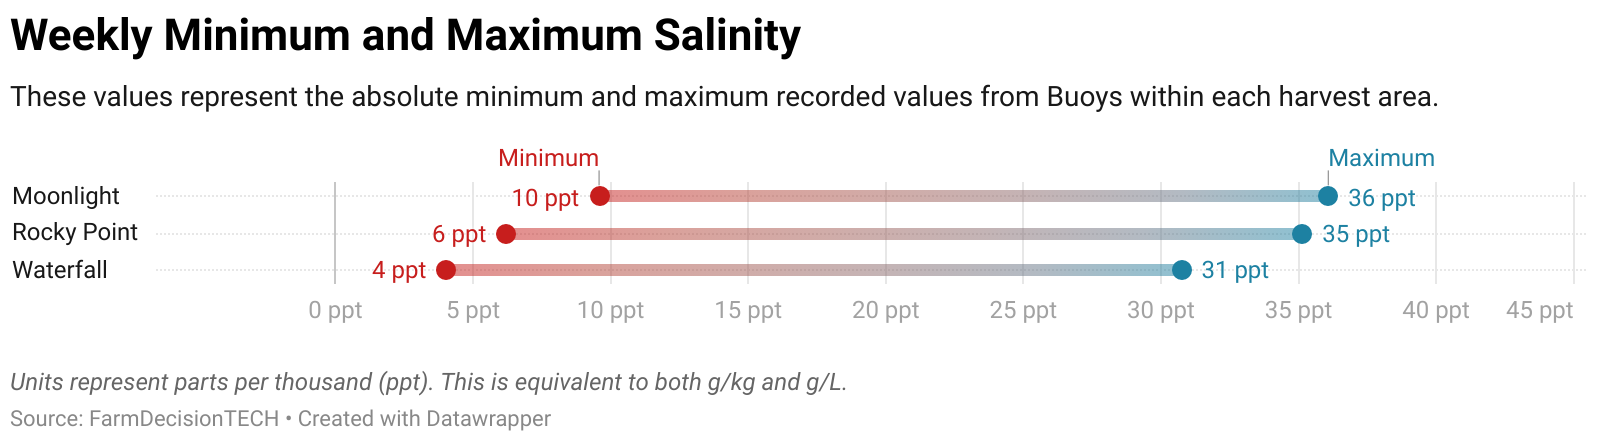 Weekly Minimum and Maximum Salinity
These values represent the absolute minimum and maximum recorded values from Buoys within each harvest area.
Minimum Maximum
Moonlight 10 ppt 36 ppt
Rocky Point 6 ppt 35 ppt
Waterfall 4 ppt 31 ppt
0 ppt 5 ppt 10 ppt 15 ppt 20 ppt 25 ppt 30 ppt 35 ppt 40 ppt 45 ppt
Units represent parts per thousand (ppt). This is equivalent to both g/kg and g/L.
Source: FarmDecisionTECH • Created with Datawrapper